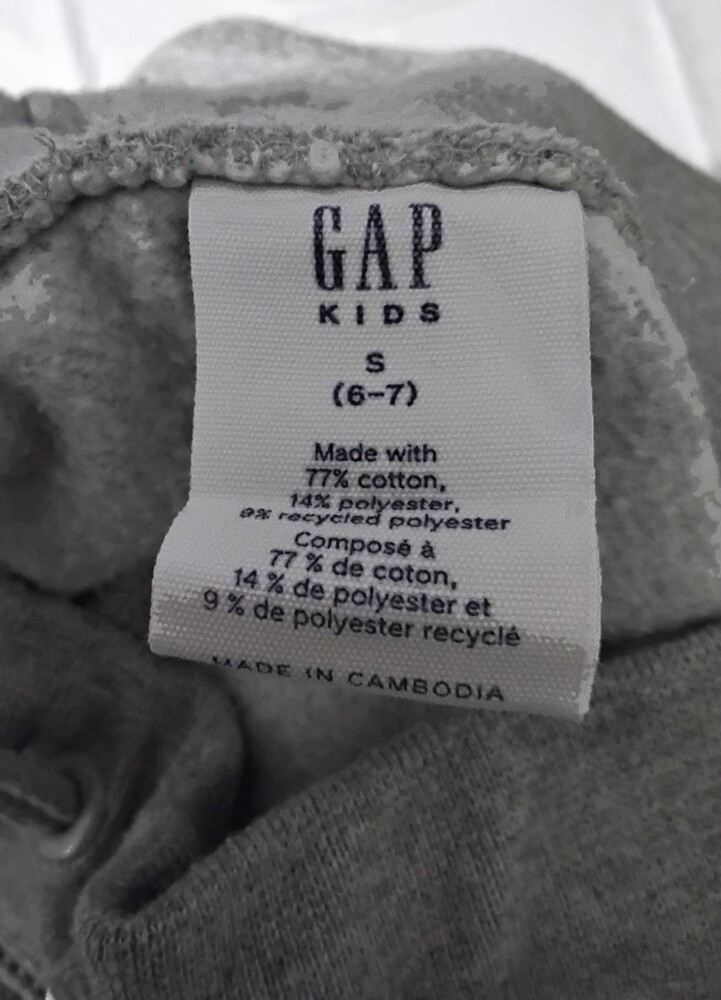 GAP
KIDS
S
(6-7)
Made with
77% cotton,
14% polyester,
9% recycled polyester
Composé à
77 % de coton,
14 % de polyester et
9 % de polyester recyclé
MADE IN CAMBODIA